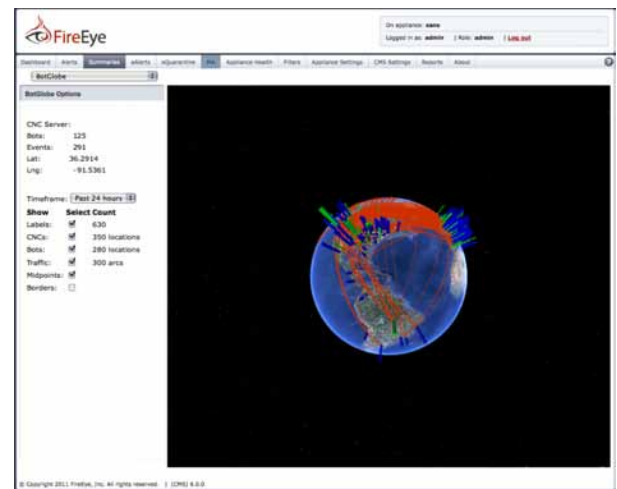 FireEye
On appliance: sans
Logged in as: admin | Role: admin | Log out
Dashboard Alerts Summaries eAlerts eQuarantine MA Appliance Health Filters Appliance Settings CMS Settings Reports About
BotGlobe
BotGlobe Options
CNC Server:
Bots: 125
Events: 291
Lat: 36.2914
Lng: -91.5361
Timeframe: Past 24 hours
Show Select Count
Labels: 630
CNCs: 350 locations
Bots: 280 locations
Traffic: 300 arcs
Midpoints:
Borders:
© Copyright 2011 FireEye, Inc. All rights reserved. | (CMS) 6.0.0